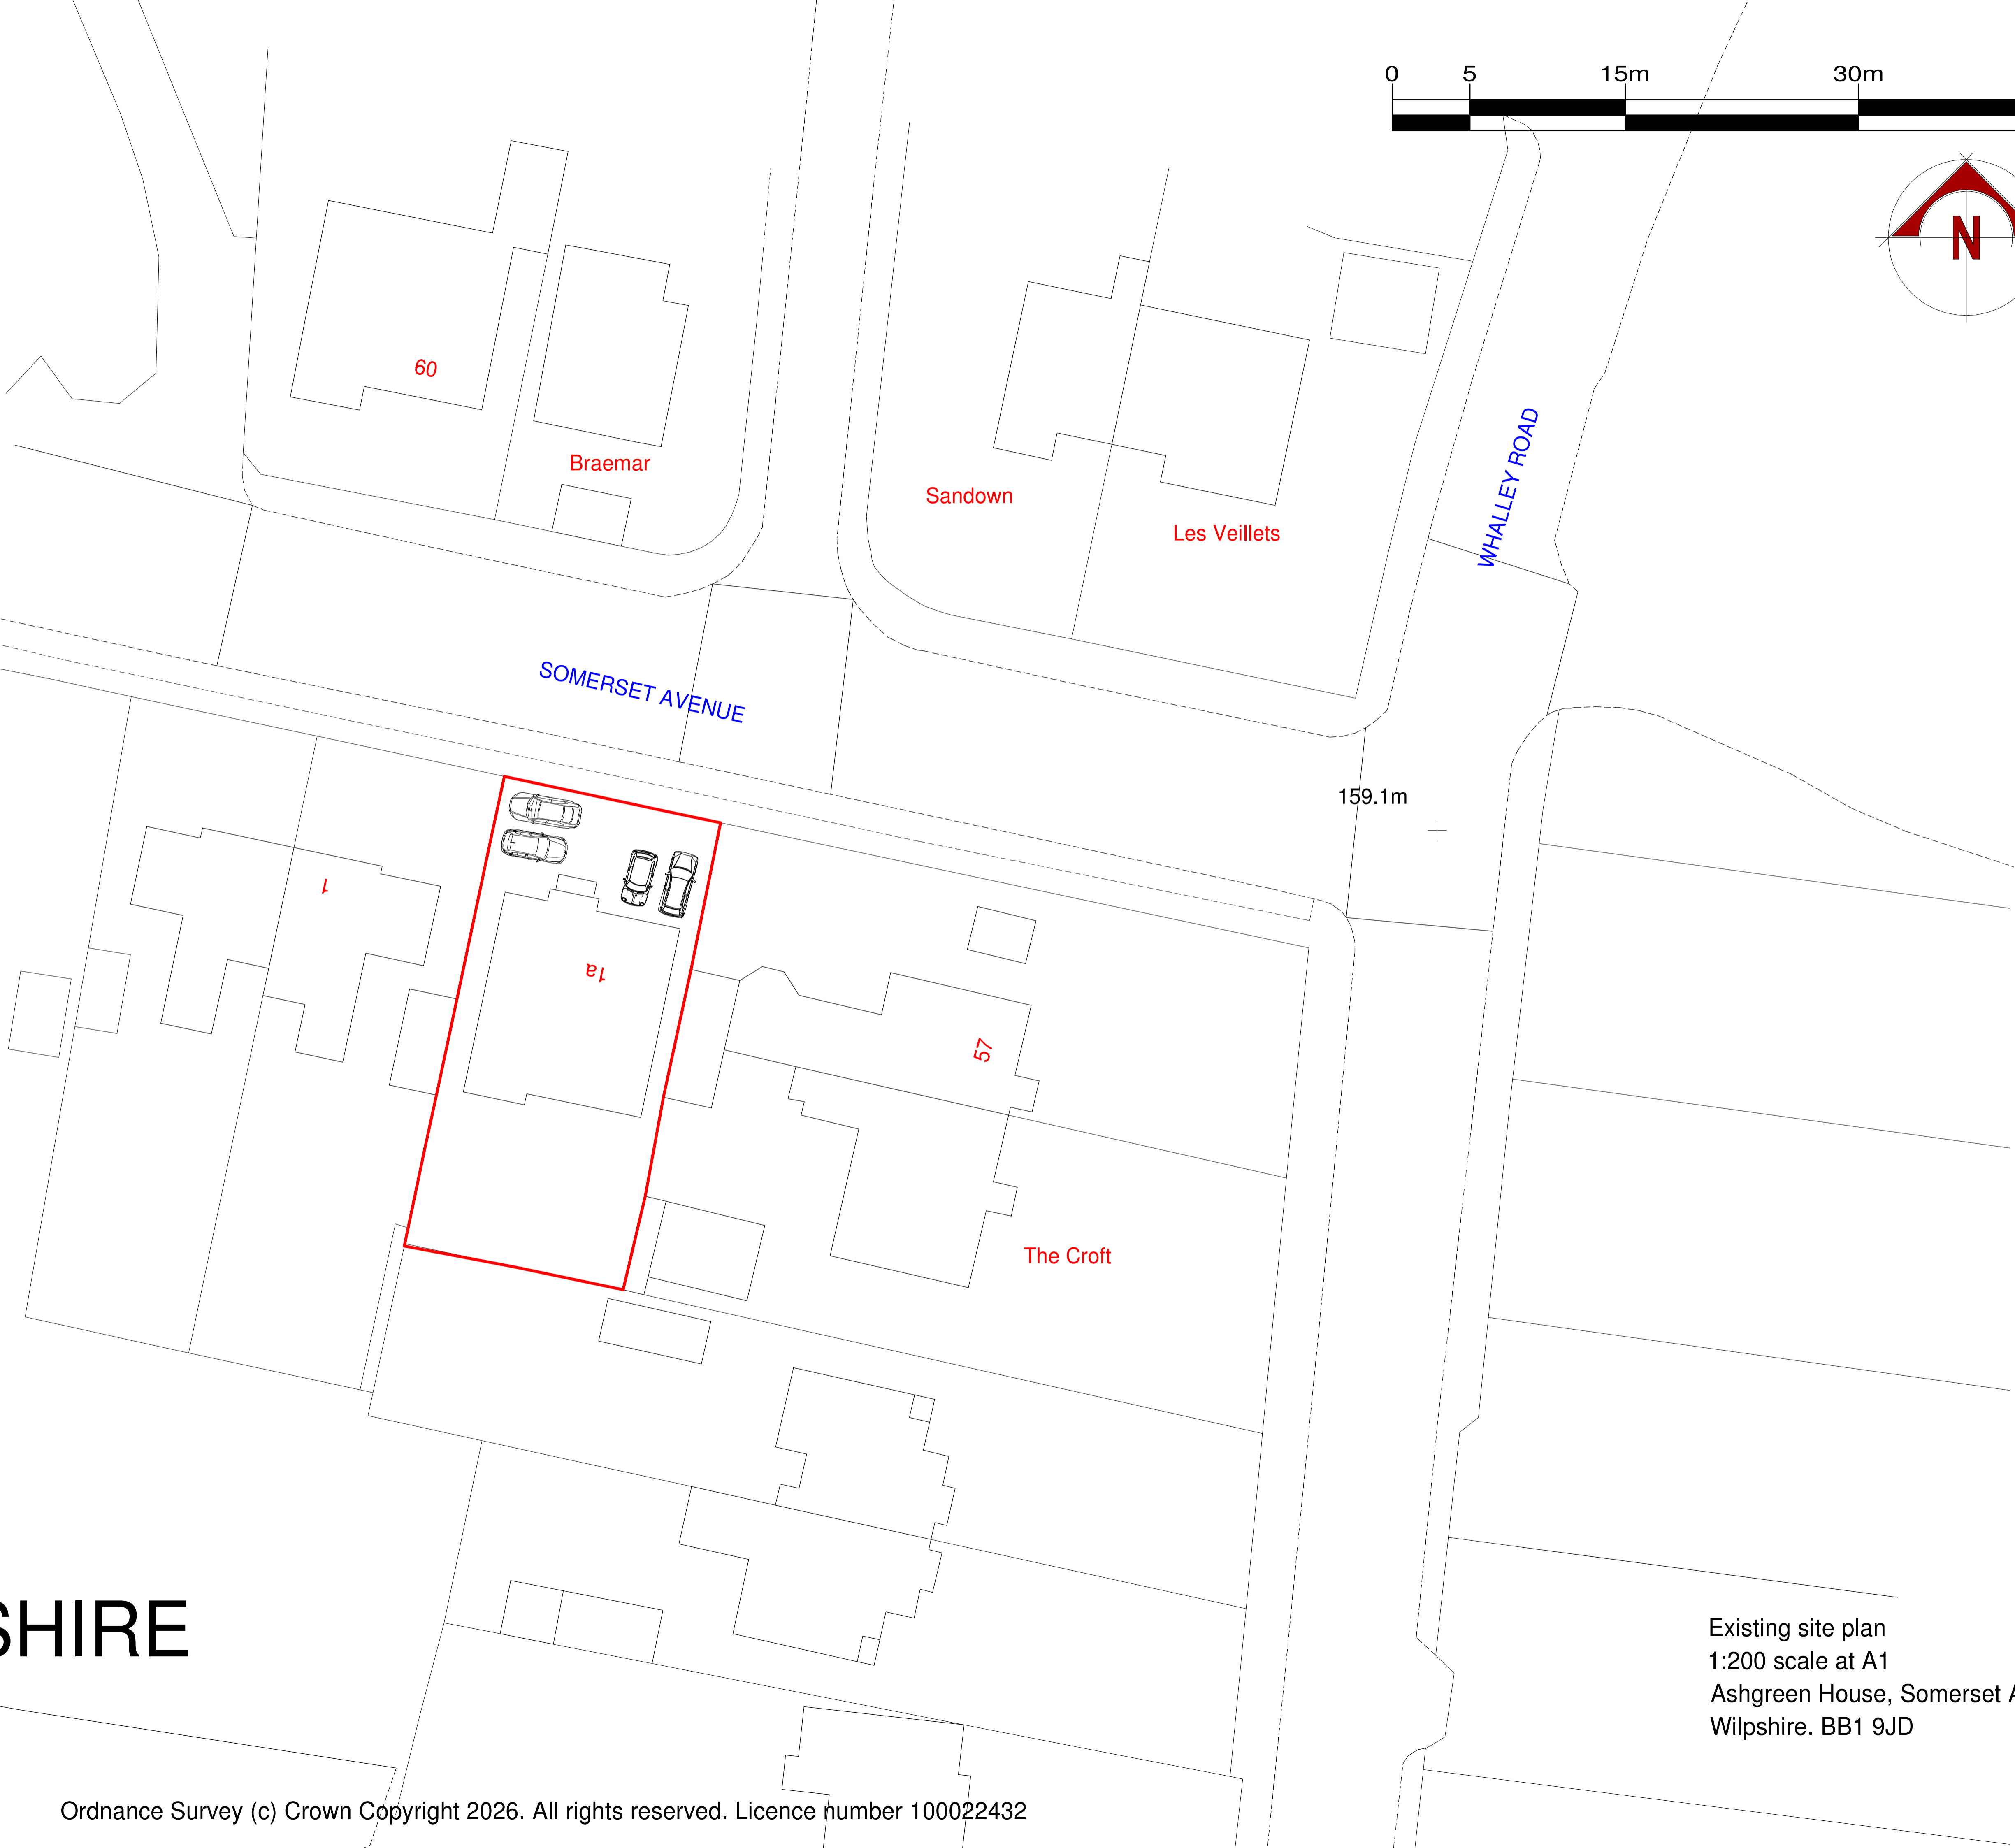 0 5 15m 30m
N
60
Braemar
Sandown
Les Veillets
WHALLEY ROAD
SOMERSET AVENUE
159.1m
1
1a
57
The Croft
SHIRE
Existing site plan
1:200 scale at A1
Ashgreen House, Somerset A
Wilpshire. BB1 9JD
Ordnance Survey (c) Crown Copyright 2026. All rights reserved. Licence number 100022432